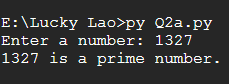 E:\Lucky Lao>py Q2a.py
Enter a number: 1327
1327 is a prime number.